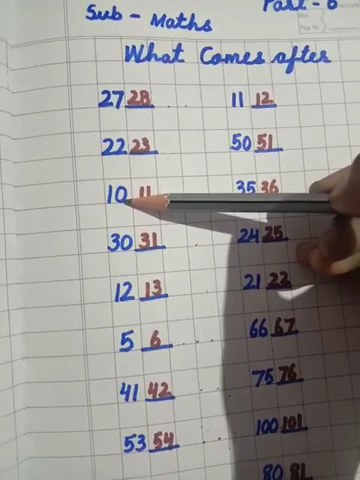 Sub - Maths
What Comes after
27 28 11 12
22 23 50 51
10 11 35 36
30 31 24 25
12 13 21 22
5 6 66 67
41 42 75 76
53 54 100 101
80 81